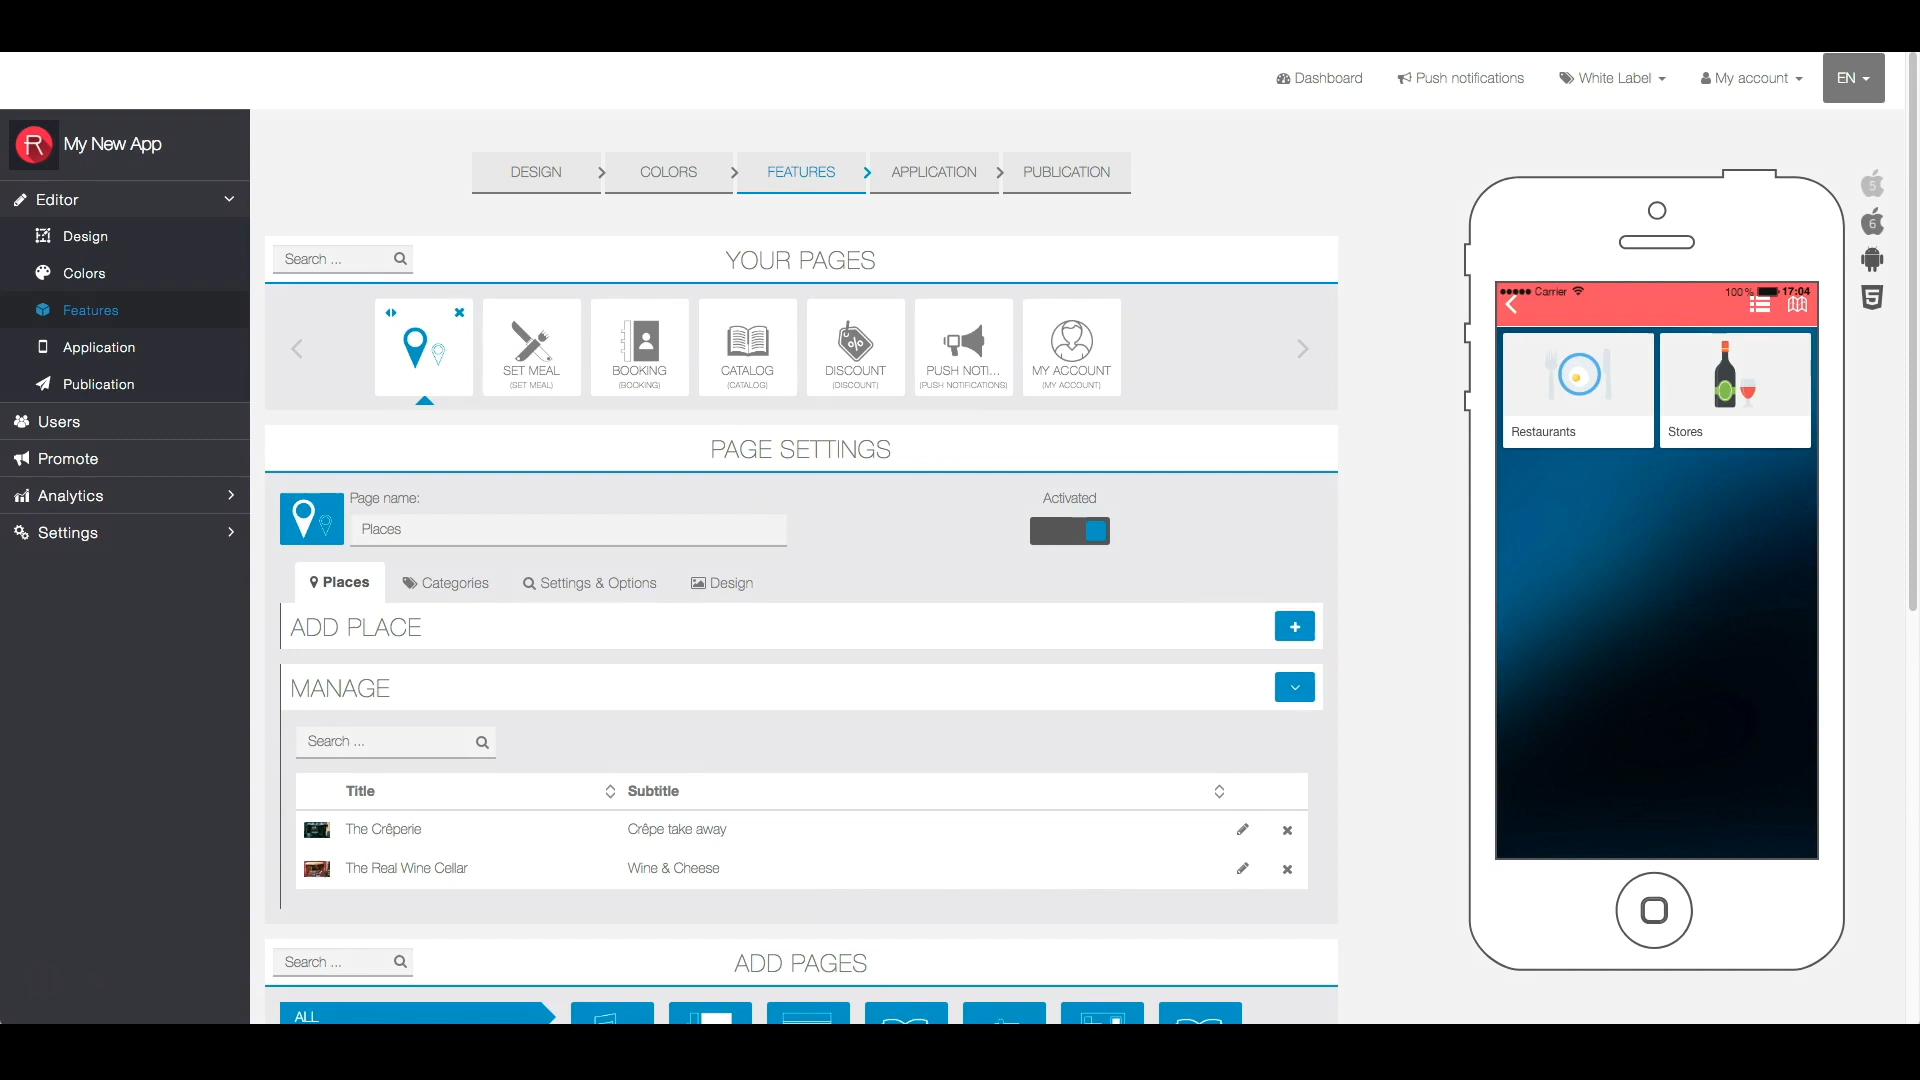 Dashboard
Push notifications
White Label
My account
EN
My New App
Editor
Design
Colors
Features
Application
Publication
Users
Promote
Analytics
Settings
DESIGN
COLORS
FEATURES
APPLICATION
PUBLICATION
Search ...
YOUR PAGES
SET MEAL
(SET MEAL)
BOOKING
(BOOKING)
CATALOG
(CATALOG)
DISCOUNT
(DISCOUNT)
PUSH NOTI...
(PUSH NOTIFICATIONS)
MY ACCOUNT
(MY ACCOUNT)
PAGE SETTINGS
Page name:
Places
Activated
Places
Categories
Settings & Options
Design
ADD PLACE
MANAGE
Search ...
Title
Subtitle
The Crêperie
Crêpe take away
The Real Wine Cellar
Wine & Cheese
Search ...
ADD PAGES
ALL
Carrier
100 %
17:04
Restaurants
Stores
5
6
5